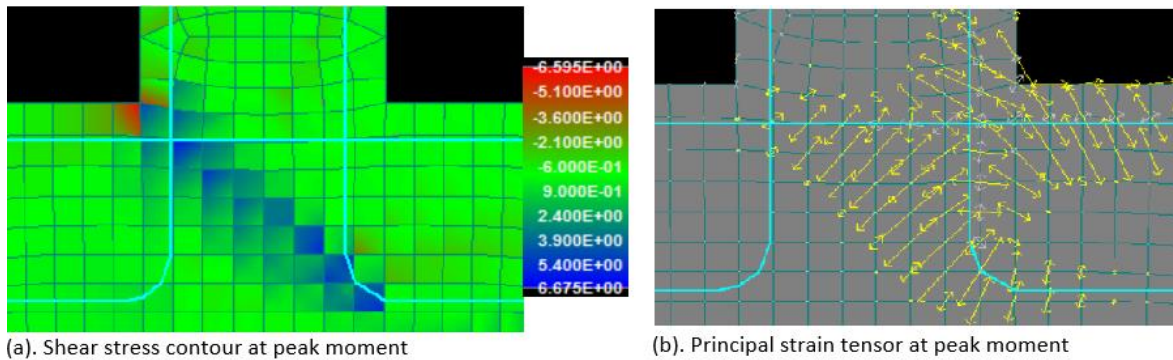 -6.595E+00
-5.100E+00
-3.600E+00
-2.100E+00
-6.000E-01
9.000E-01
2.400E+00
3.900E+00
5.400E+00
6.675E+00
(a). Shear stress contour at peak moment
(b). Principal strain tensor at peak moment